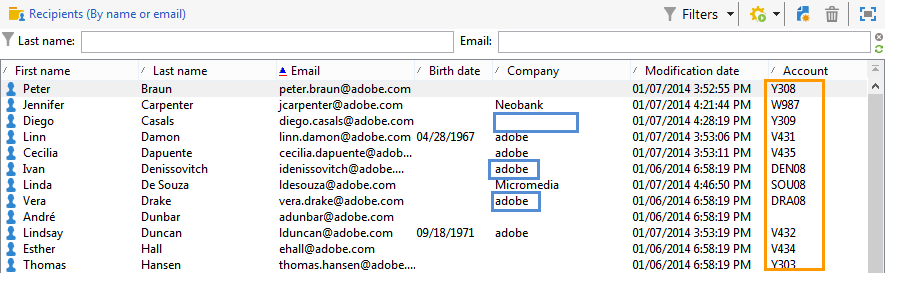 Recipients (By name or email) Filters
Last name: Email:
First name Last name Email Birth date Company Modification date Account
Peter Braun peter.braun@adobe.com 01/07/2014 3:52:55 PM Y308
Jennifer Carpenter jcarpenter@adobe.com Neobank 01/07/2014 4:21:44 PM W987
Diego Casals diego.casals@adobe.com 01/07/2014 4:28:19 PM Y309
Linn Damon linn.damon@adobe.com 04/28/1967 adobe 01/07/2014 3:53:06 PM V431
Cecilia Dapuente cecilia.dapuente@adob... adobe 01/07/2014 3:53:11 PM V435
Ivan Denissovitch idenissovitch@adobe.... adobe 01/06/2014 6:58:19 PM DEN08
Linda De Souza ldesouza@adobe.com Micromedia 01/07/2014 4:46:50 PM SOU08
Vera Drake vera.drake@adobe.com adobe 01/06/2014 6:58:19 PM DRA08
André Dunbar adunbar@adobe.com 01/06/2014 6:58:19 PM
Lindsay Duncan lduncan@adobe.com 09/18/1971 adobe 01/07/2014 3:53:19 PM V432
Esther Hall ehall@adobe.com 01/06/2014 6:58:19 PM V434
Thomas Hansen thomas.hansen@adobe.... 01/06/2014 6:58:19 PM Y303